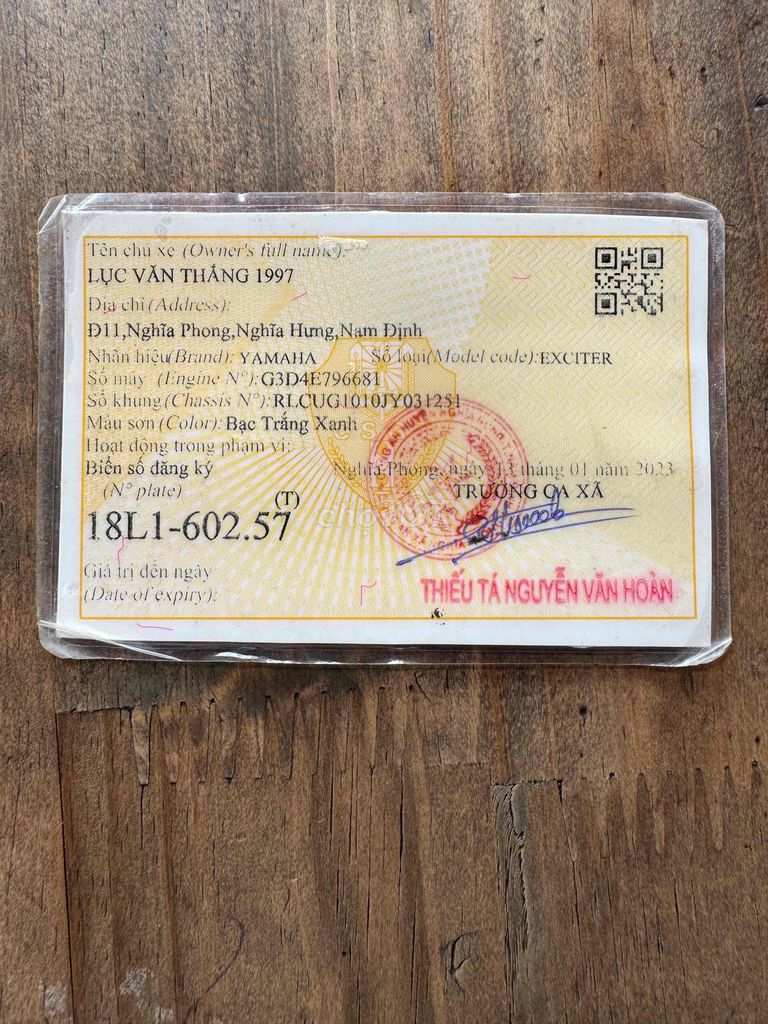 Tên chủ xe (Owner's full name):
LỤC VĂN THẮNG 1997
Địa chỉ (Address):
Đ11,Nghĩa Phong,Nghĩa Hưng,Nam Định
Nhãn hiệu(Brand): YAMAHA Số loại(Model code):EXCITER
Số máy (Engine N°):G3D4E796681
Số khung(Chassis N°):RLCUG1010JY031251
Màu sơn (Color): Bạc Trắng Xanh
Hoạt động trong phạm vi:
Biển số đăng ký Nghĩa Phong, ngày 13 tháng 01 năm 2023
(N° plate) TRƯỞNG CA XÃ
18L1-602.57 (T)
chợ TỐT
Giá trị đến ngày
(Date of expiry): THIẾU TÁ NGUYỄN VĂN HOÀN